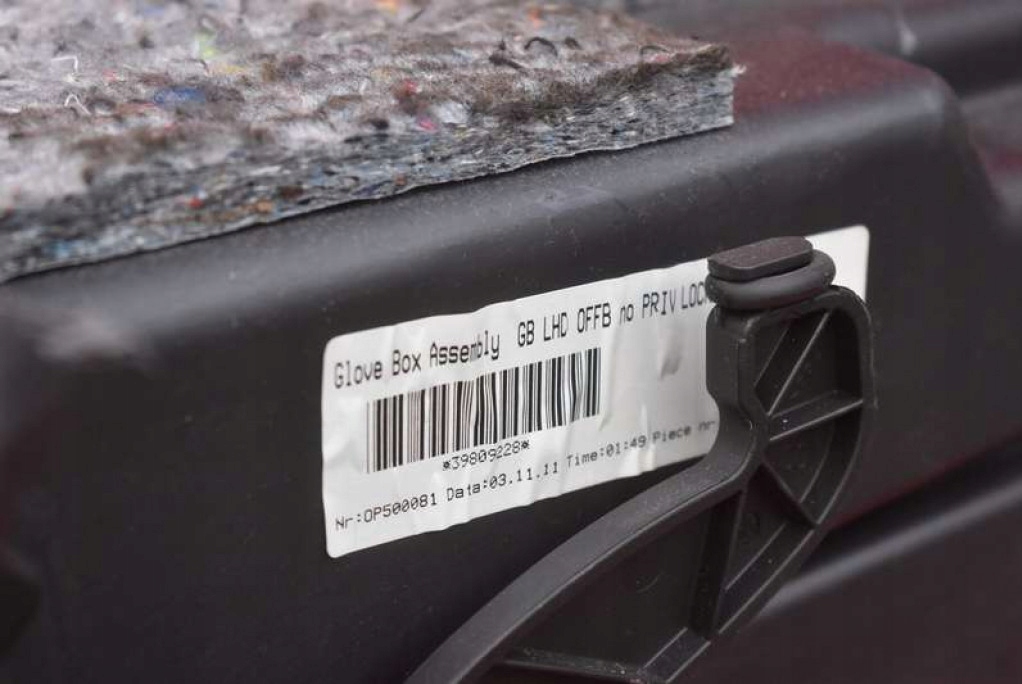 Glove Box Assembly GB LHD OFFB no PRIV LOCK
*39809228*
Nr:OP500081 Data:03.11.11 Time:01:49 Piece nr